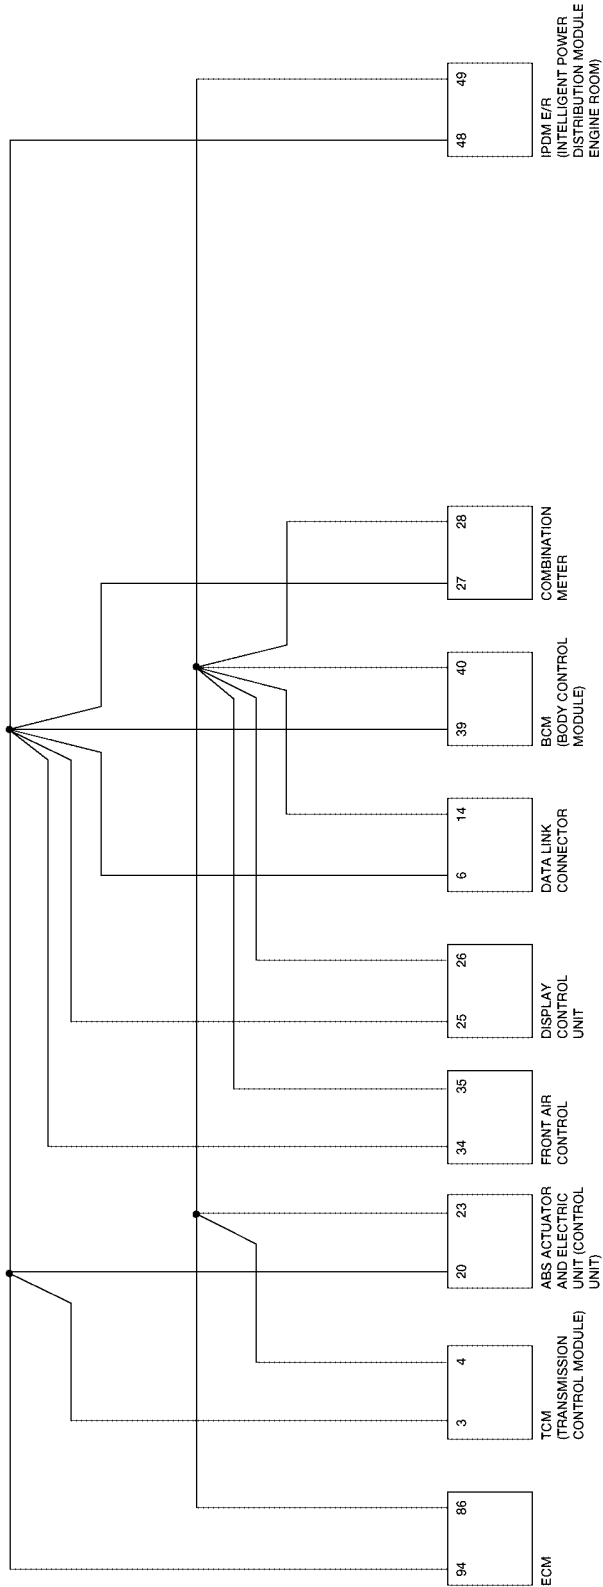 94
86
ECM
3
4
TCM
(TRANSMISSION
CONTROL MODULE)
20
23
ABS ACTUATOR
AND ELECTRIC
UNIT (CONTROL
UNIT)
34
35
FRONT AIR
CONTROL
25
26
DISPLAY
CONTROL
UNIT
6
14
DATA LINK
CONNECTOR
39
40
BCM
(BODY CONTROL
MODULE)
27
28
COMBINATION
METER
48
49
IPDM E/R
(INTELLIGENT POWER
DISTRIBUTION MODULE
ENGINE ROOM)